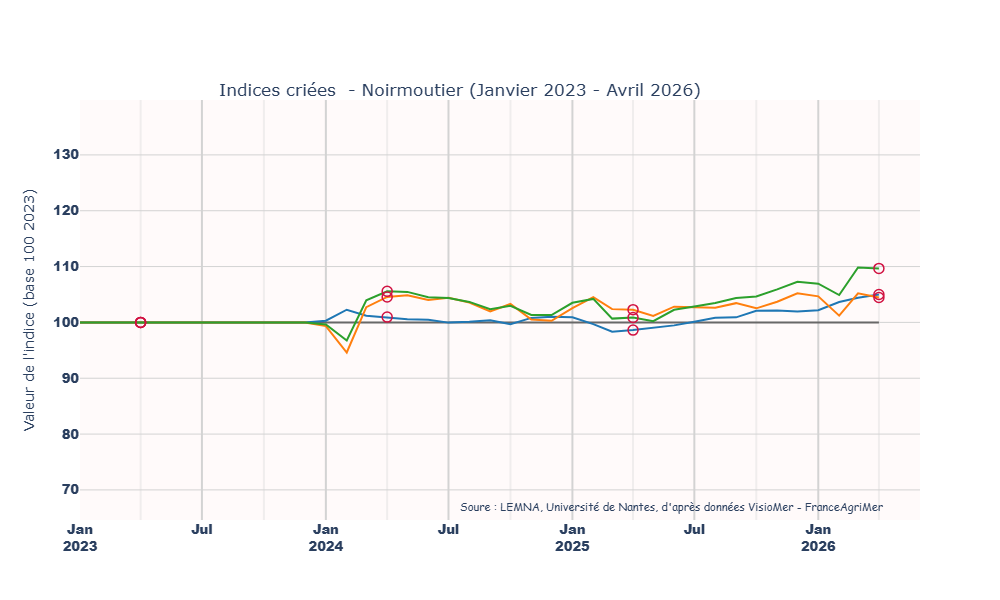 Indices criées  - Noirmoutier (Janvier 2023 - Avril 2026)
Valeur de l'indice (base 100 2023)
130
120
110
100
90
80
70
Soure : LEMNA, Université de Nantes, d'après données VisioMer - FranceAgriMer
Jan Jul Jan Jul Jan Jul Jan
2023 2024 2025 2026